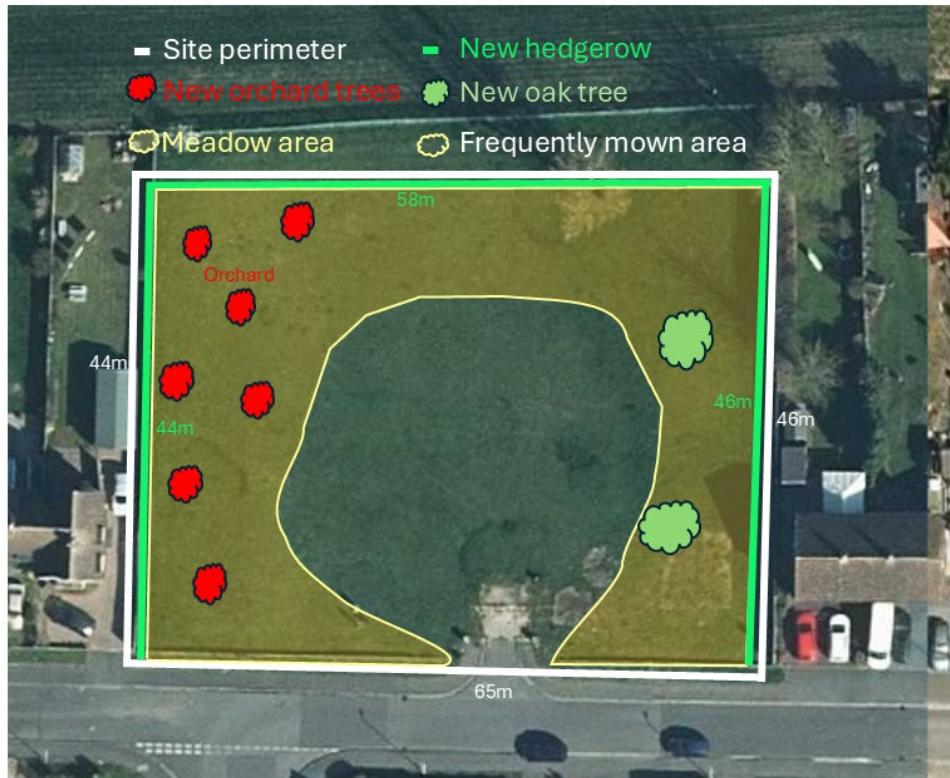 Site perimeter
New hedgerow
New orchard trees
New oak tree
Meadow area
Frequently mown area
58m
Orchard
44m
46m
46m
44m
65m